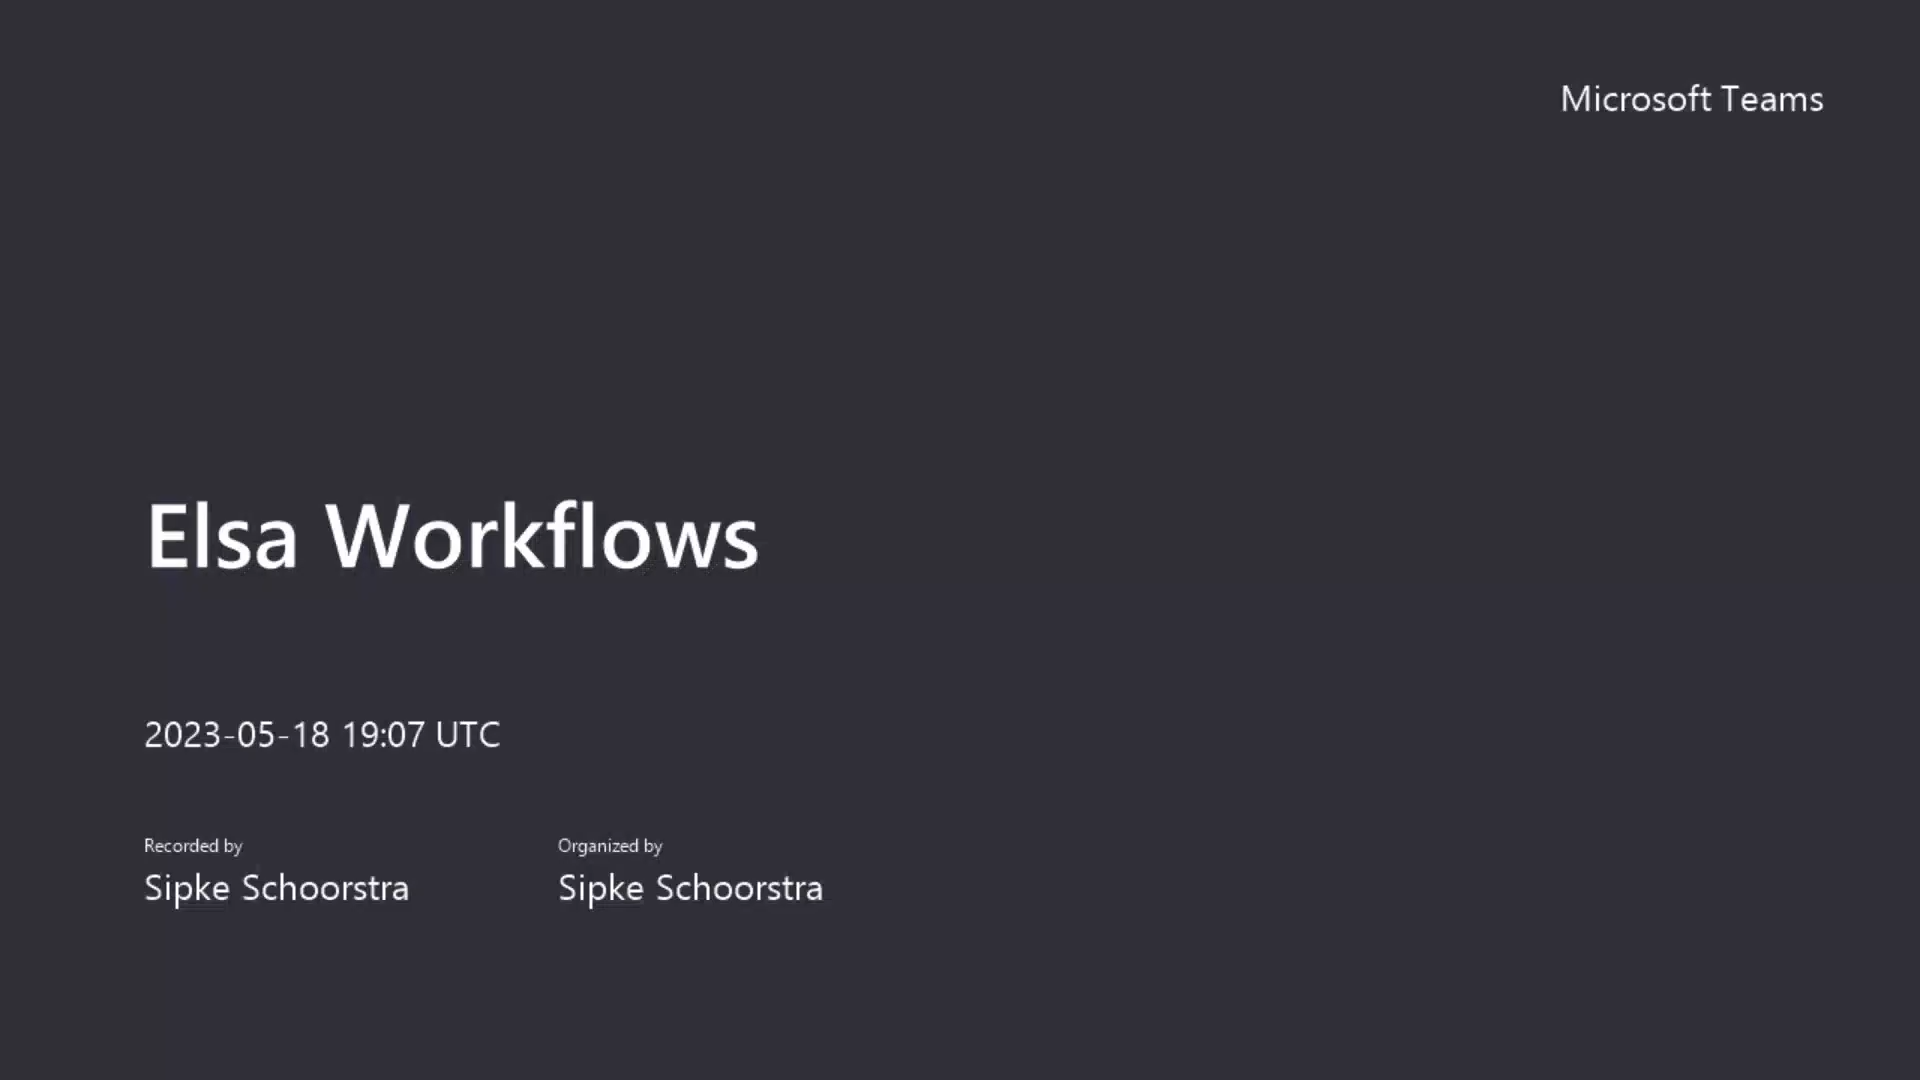 Microsoft Teams
Elsa Workflows
2023-05-18 19:07 UTC
Recorded by
Sipke Schoorstra
Organized by
Sipke Schoorstra